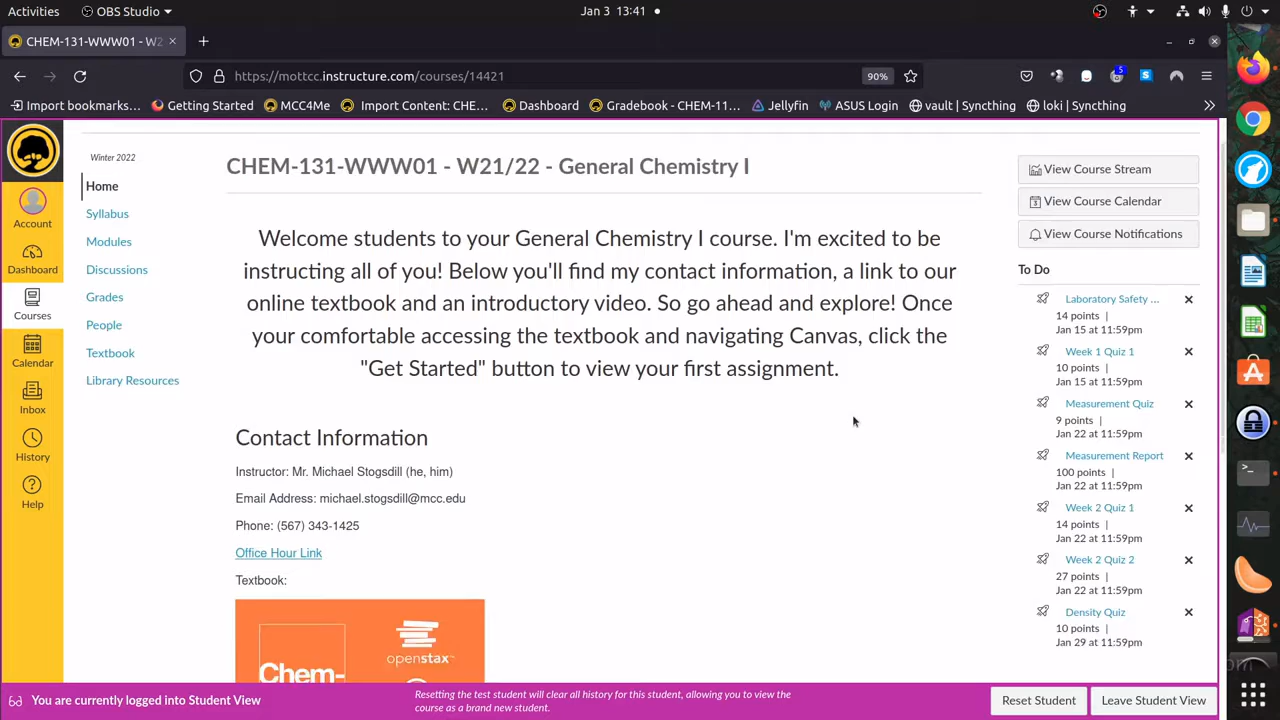 Activities
OBS Studio
Jan 3 13:41
CHEM-131-WWW01 - W2
https://mottcc.instructure.com/courses/14421
90%
5
Import bookmarks...
Getting Started
MCC4Me
Import Content: CHE...
Dashboard
Gradebook - CHEM-11...
Jellyfin
ASUS Login
vault | Syncthing
loki | Syncthing
Account
Dashboard
Courses
Calendar
Inbox
History
Help
Winter 2022
Home
Syllabus
Modules
Discussions
Grades
People
Textbook
Library Resources
CHEM-131-WWW01 - W21/22 - General Chemistry I
Welcome students to your General Chemistry I course. I'm excited to be
instructing all of you! Below you'll find my contact information, a link to our
online textbook and an introductory video. So go ahead and explore! Once
your comfortable accessing the textbook and navigating Canvas, click the
"Get Started" button to view your first assignment.
Contact Information
Instructor: Mr. Michael Stogsdill (he, him)
Email Address: michael.stogsdill@mcc.edu
Phone: (567) 343-1425
Office Hour Link
Textbook:
Chem-
openstax
View Course Stream
View Course Calendar
View Course Notifications
To Do
Laboratory Safety ...
14 points |
Jan 15 at 11:59pm
Week 1 Quiz 1
10 points |
Jan 15 at 11:59pm
Measurement Quiz
9 points |
Jan 22 at 11:59pm
Measurement Report
100 points |
Jan 22 at 11:59pm
Week 2 Quiz 1
14 points |
Jan 22 at 11:59pm
Week 2 Quiz 2
27 points |
Jan 22 at 11:59pm
Density Quiz
10 points |
Jan 29 at 11:59pm
You are currently logged into Student View
Resetting the test student will clear all history for this student, allowing you to view the
course as a brand new student.
Reset Student
Leave Student View